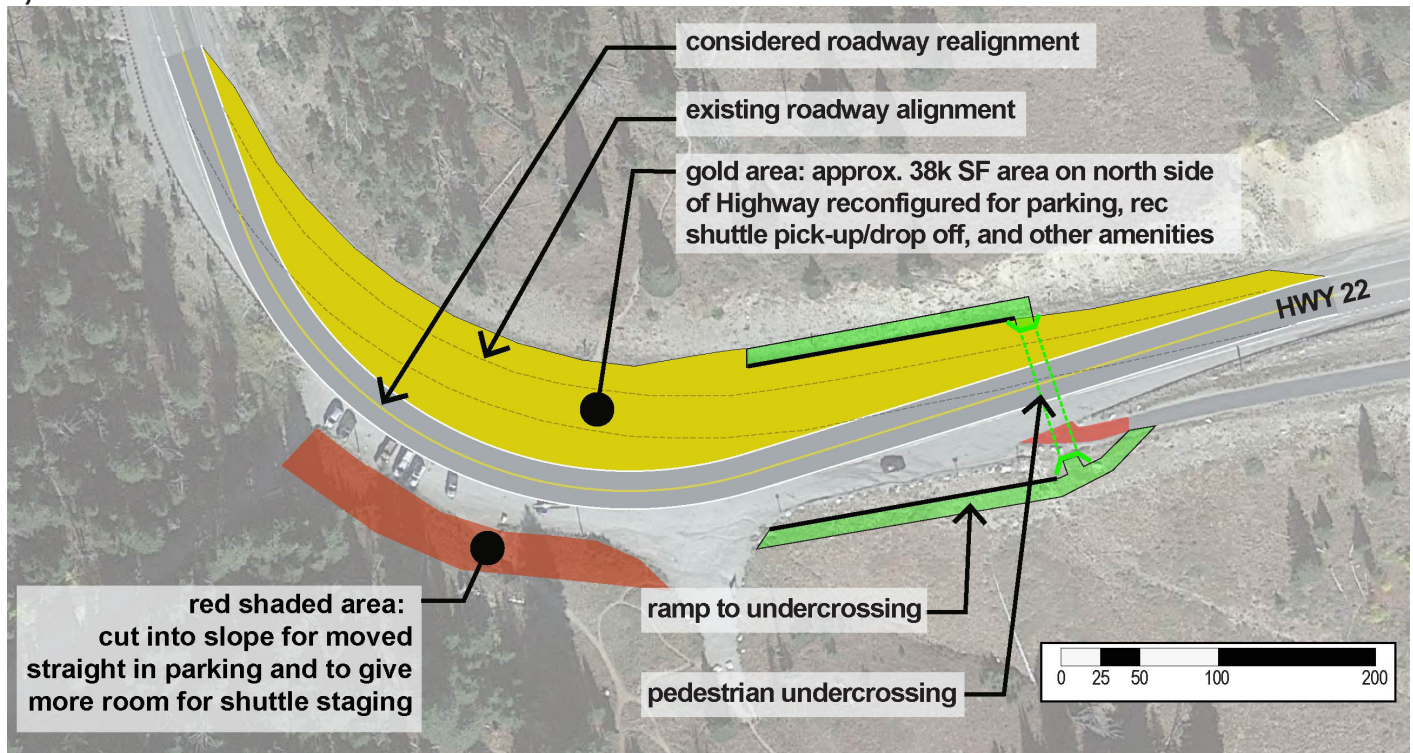 considered roadway realignment
existing roadway alignment
gold area: approx. 38k SF area on north side
of Highway reconfigured for parking, rec
shuttle pick-up/drop off, and other amenities
HWY 22
red shaded area:
cut into slope for moved
straight in parking and to give
more room for shuttle staging
ramp to undercrossing
pedestrian undercrossing
0 25 50 100 200